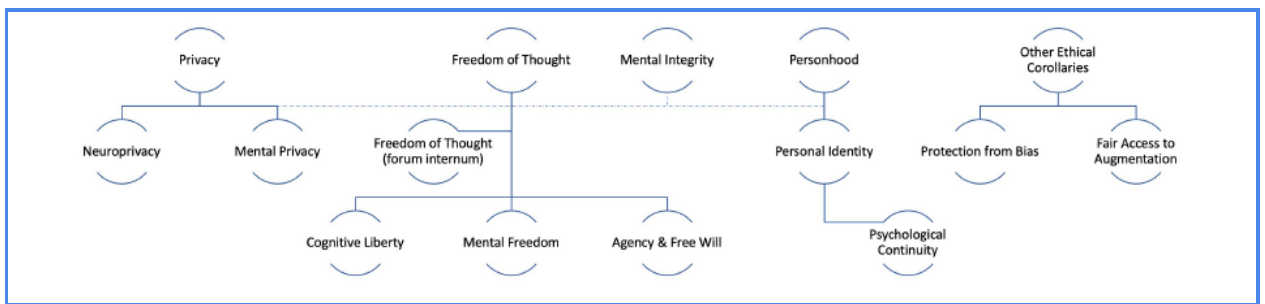 Privacy
Freedom of Thought
Mental Integrity
Personhood
Other Ethical
Corollaries
Neuroprivacy
Mental Privacy
Freedom of Thought
(forum internum)
Personal Identity
Protection from Bias
Fair Access to
Augmentation
Cognitive Liberty
Mental Freedom
Agency & Free Will
Psychological
Continuity